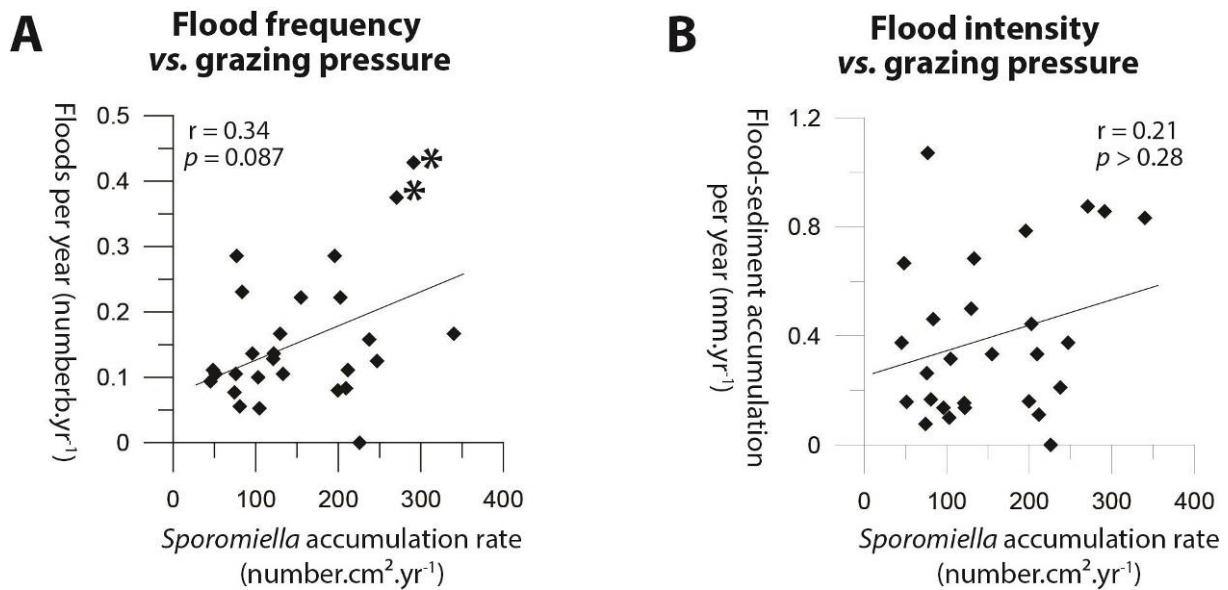 A
Flood frequency
vs. grazing pressure
Floods per year (numberb.yr⁻¹)
0.5
0.4
0.3
0.2
0.1
0
r = 0.34
p = 0.087
*
*
0 100 200 300 400
Sporomiella accumulation rate
(number.cm².yr⁻¹)
B
Flood intensity
vs. grazing pressure
Flood-sediment accumulation
per year (mm.yr⁻¹)
1.2
0.8
0.4
0
r = 0.21
p > 0.28
0 100 200 300 400
Sporomiella accumulation rate
(number.cm².yr⁻¹)